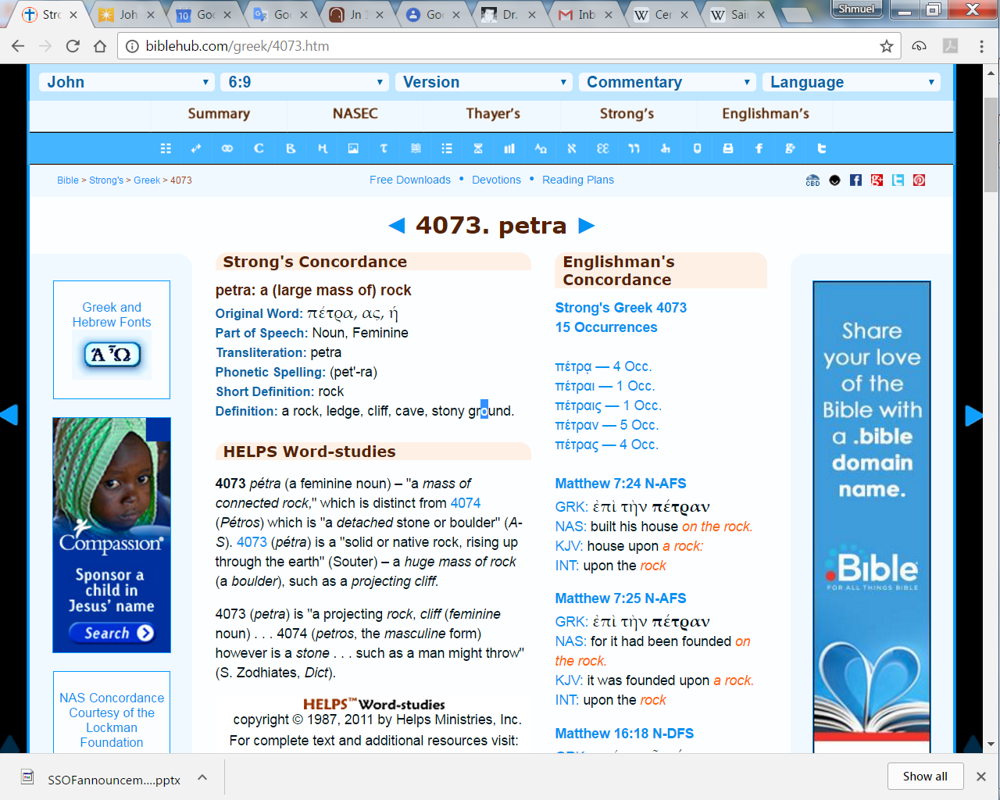 Shmuel
Str
Joh
Goo
Goo
Jn 1
Goo
Dr.
Inb
Cer
Sai
biblehub.com/greek/4073.htm
John
6:9
Version
Commentary
Language
Summary
NASEC
Thayer's
Strong's
Englishman's
Bible > Strong's > Greek > 4073
Free Downloads • Devotions • Reading Plans
CBD
◄ 4073. petra ►
Greek and
Hebrew Fonts
Compassion®
Sponsor a
child in
Jesus' name
Search
NAS Concordance
Courtesy of the
Lockman
Foundation
Strong's Concordance
petra: a (large mass of) rock
Original Word: πέτρα, ας, ἡ
Part of Speech: Noun, Feminine
Transliteration: petra
Phonetic Spelling: (pet'-ra)
Short Definition: rock
Definition: a rock, ledge, cliff, cave, stony ground.
HELPS Word-studies
4073 pétra (a feminine noun) – "a mass of
connected rock," which is distinct from 4074
(Pétros) which is "a detached stone or boulder" (A-
S). 4073 (pétra) is a "solid or native rock, rising up
through the earth" (Souter) – a huge mass of rock
(a boulder), such as a projecting cliff.
4073 (petra) is "a projecting rock, cliff (feminine
noun) . . . 4074 (petros, the masculine form)
however is a stone . . . such as a man might throw"
(S. Zodhiates, Dict).
HELPS™Word-studies
copyright © 1987, 2011 by Helps Ministries, Inc.
For complete text and additional resources visit:
Englishman's
Concordance
Strong's Greek 4073
15 Occurrences
πέτρᾳ — 4 Occ.
πέτραι — 1 Occ.
πέτραις — 1 Occ.
πέτραν — 5 Occ.
πέτρας — 4 Occ.
Matthew 7:24 N-AFS
GRK: ἐπὶ τὴν πέτραν
NAS: built his house on the rock.
KJV: house upon a rock:
INT: upon the rock
Matthew 7:25 N-AFS
GRK: ἐπὶ τὴν πέτραν
NAS: for it had been founded on
the rock.
KJV: it was founded upon a rock.
INT: upon the rock
Matthew 16:18 N-DFS
Share
your love
of the
Bible with
a .bible
domain
name.
.Bible
FOR ALL THINGS BIBLE
SSOFannouncem....pptx
Show all